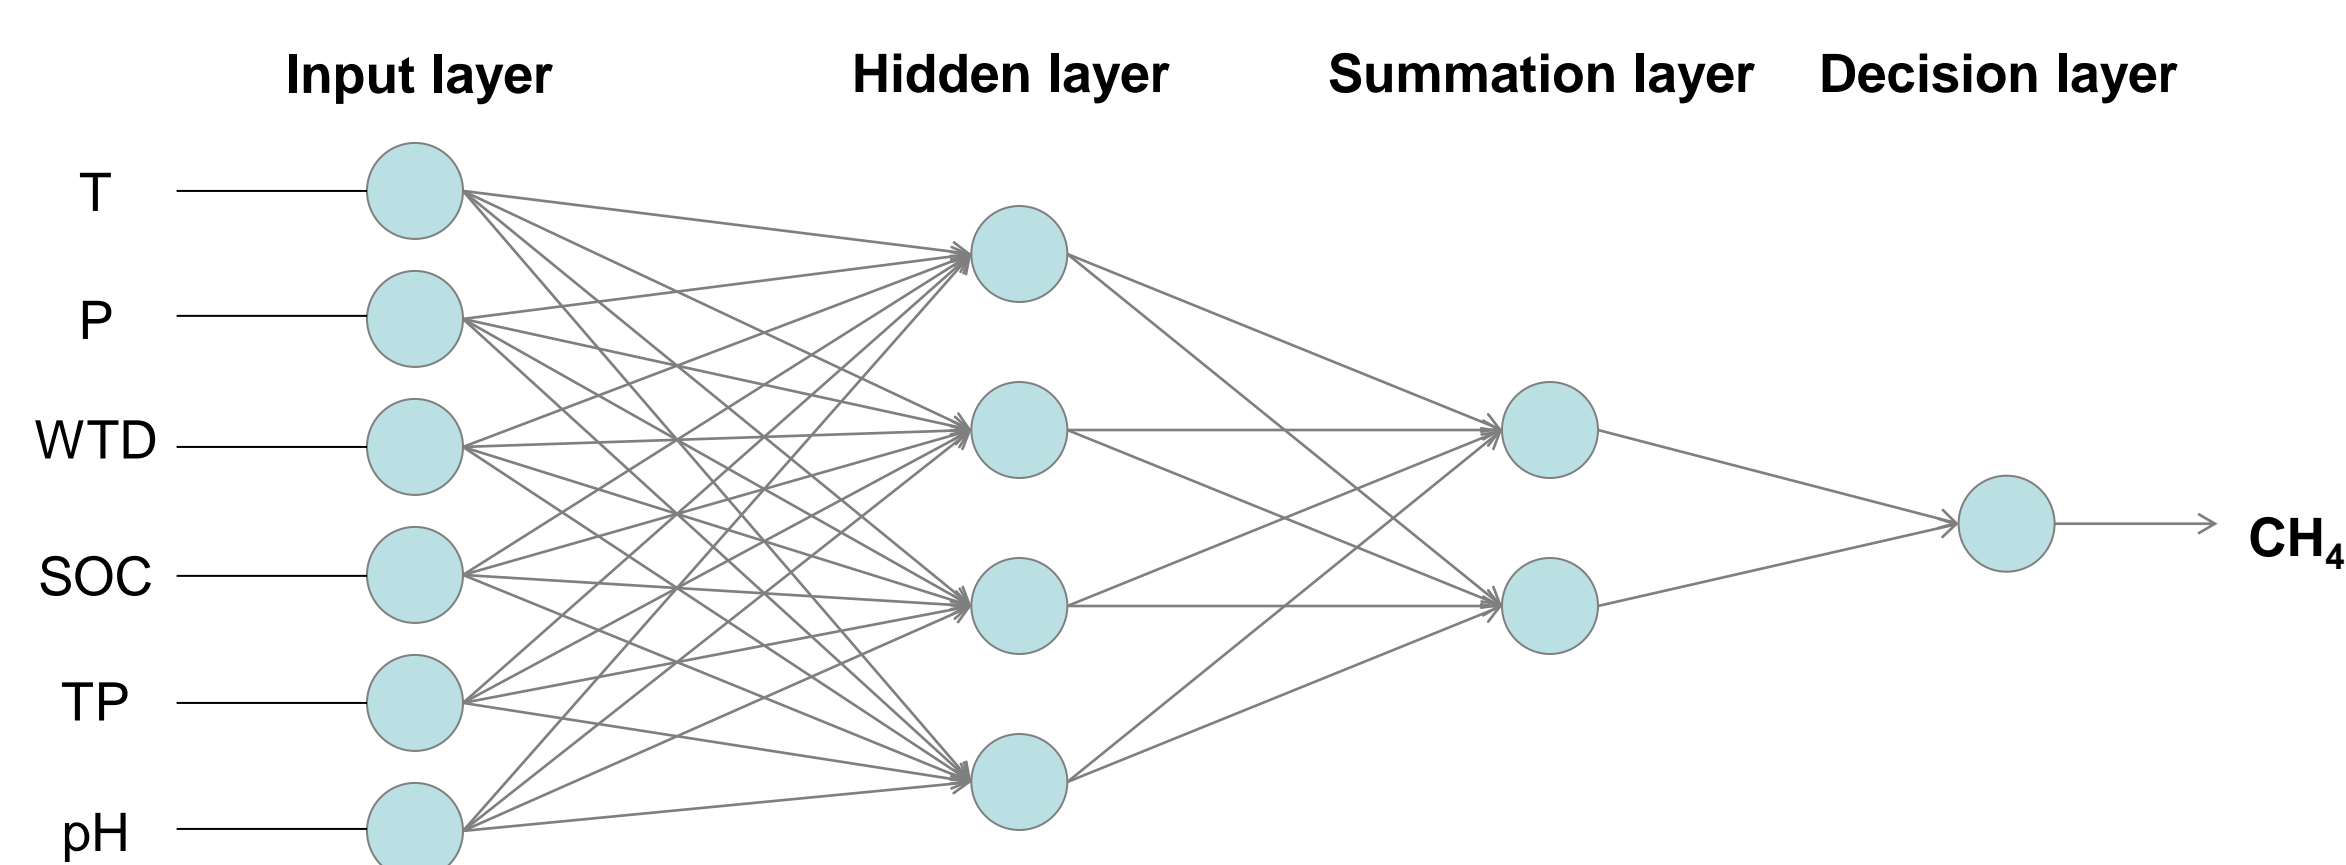 Input layer Hidden layer Summation layer Decision layer
T
P
WTD
SOC
CH₄
TP
pH